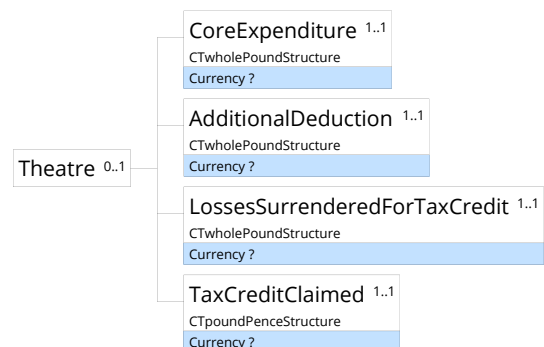 CoreExpenditure 1..1
CTwholePoundStructure
Currency ?
AdditionalDeduction 1..1
CTwholePoundStructure
Currency ?
Theatre 0..1
LossesSurrenderedForTaxCredit 1..1
CTwholePoundStructure
Currency ?
TaxCreditClaimed 1..1
CTpoundPenceStructure
Currency ?